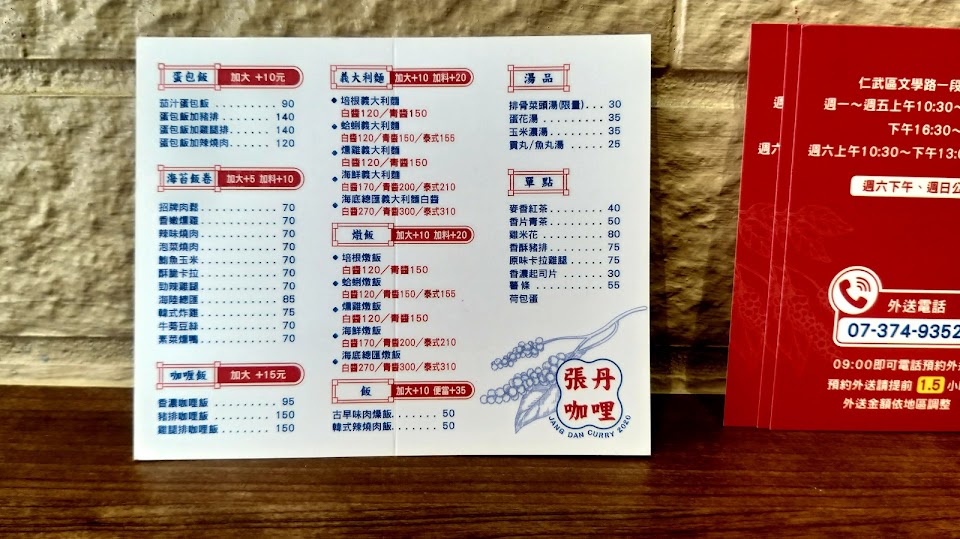 蛋包飯 加大 +10元
茄汁蛋包飯 ........ 90
蛋包飯加豬排 ....... 140
蛋包飯加雞腿排 ..... 140
蛋包飯加辣燒肉 ..... 120
海苔飯卷 加大+5 加料+10
招牌肉鬆 .......... 70
香嫩燻雞 .......... 70
辣味燒肉 .......... 70
泡菜燒肉 .......... 70
鮪魚玉米 .......... 70
酥脆卡拉 .......... 70
勁辣雞腿 .......... 70
海陸總匯 .......... 85
韓式炸雞 .......... 75
牛蒡豆絲 .......... 70
素菜燻鴨 .......... 70
咖喱飯 加大 +15元
香濃咖哩飯 ........ 95
豬排咖哩飯 ........ 150
雞腿排咖哩飯 ....... 150
義大利麵 加大+10 加料+20
培根義大利麵
白醬120／青醬150
蛤蜊義大利麵
白醬120／青醬150／泰式155
燻雞義大利麵
白醬120／青醬150
海鮮義大利麵
白醬170／青醬200／泰式210
海底總匯義大利麵白醬
白醬270／青醬300／泰式310
燉飯 加大+10 加料+20
培根燉飯
白醬120／青醬150
蛤蜊燉飯
白醬120／青醬150／泰式155
燻雞燉飯
白醬120／青醬150
海鮮燉飯
白醬170／青醬200／泰式210
海底總匯燉飯
白醬270／青醬300／泰式310
飯 加大+10 便當+35
古早味肉燥飯 ...... 50
韓式辣燒肉飯 ...... 50
湯品
排骨菜頭湯(限量) ... 30
蛋花湯 ............ 35
玉米濃湯 .......... 35
貢丸/魚丸湯 ....... 25
單點
麥香紅茶 .......... 40
香片青茶 .......... 50
雞米花 ............ 80
香酥豬排 .......... 75
原味卡拉雞腿 ...... 75
香濃起司片 ........ 30
薯條 .............. 55
荷包蛋
張丹
咖哩
JANG DAN CURRY 2020
仁武區文學路一段
週一～週五上午10:30～
下午16:30～
週六上午10:30～下午13:0
週六下午、週日公
外送電話
07-374-9352
09:00即可電話預約外
預約外送請提前 1.5 小
外送金額依地區調整